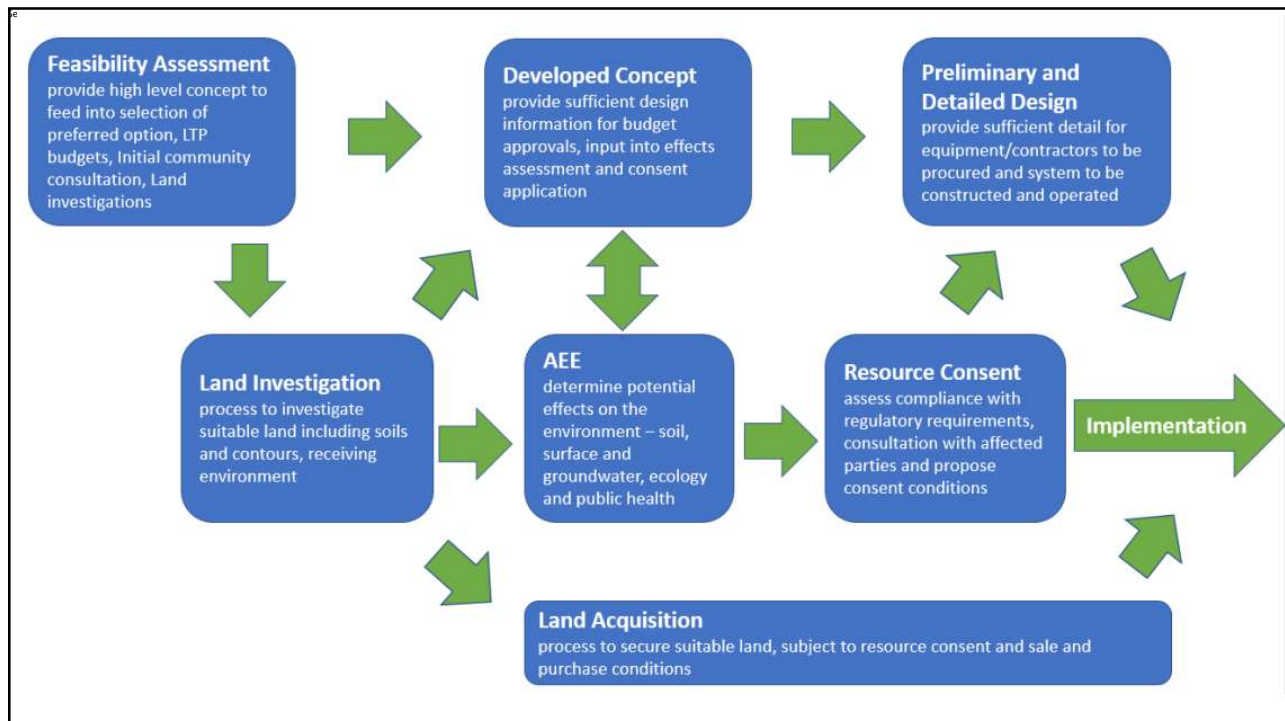 se
Feasibility Assessment
provide high level concept to
feed into selection of
preferred option, LTP
budgets, Initial community
consultation, Land
investigations
Developed Concept
provide sufficient design
information for budget
approvals, input into effects
assessment and consent
application
Preliminary and
Detailed Design
provide sufficient detail for
equipment/contractors to be
procured and system to be
constructed and operated
Land Investigation
process to investigate
suitable land including soils
and contours, receiving
environment
AEE
determine potential
effects on the
environment – soil,
surface and
groundwater, ecology
and public health
Resource Consent
assess compliance with
regulatory requirements,
consultation with affected
parties and propose
consent conditions
Implementation
Land Acquisition
process to secure suitable land, subject to resource consent and sale and
purchase conditions